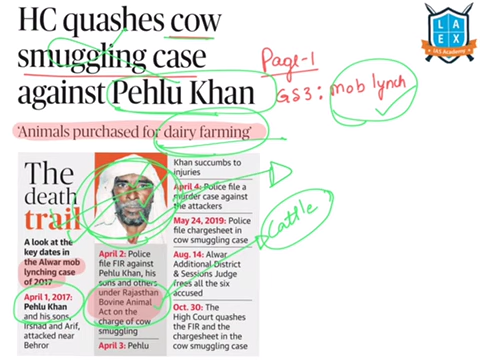 HC quashes cow
smuggling case
against Pehlu Khan
'Animals purchased for dairy farming'
Page-1
GS3: mob lynch
L A
E X
IAS Academy
The
death
trail
A look at the
key dates in
the Alwar mob
lynching case
of 2017
April 1, 2017:
Pehlu Khan
and his sons,
Irshad and Arif,
attacked near
Behror
April 2: Police
file FIR against
Pehlu Khan, his
sons and others
under Rajasthan
Bovine Animal
Act on the
charge of cow
smuggling
April 3: Pehlu
Khan succumbs to
injuries
April 4: Police file a
murder case against
the attackers
May 24, 2019: Police
file chargesheet in
cow smuggling case
Aug. 14: Alwar
Additional District
& Sessions Judge
frees all the six
accused
Oct. 30: The
High Court quashes
the FIR and the
chargesheet in the
cow smuggling case
Cattle